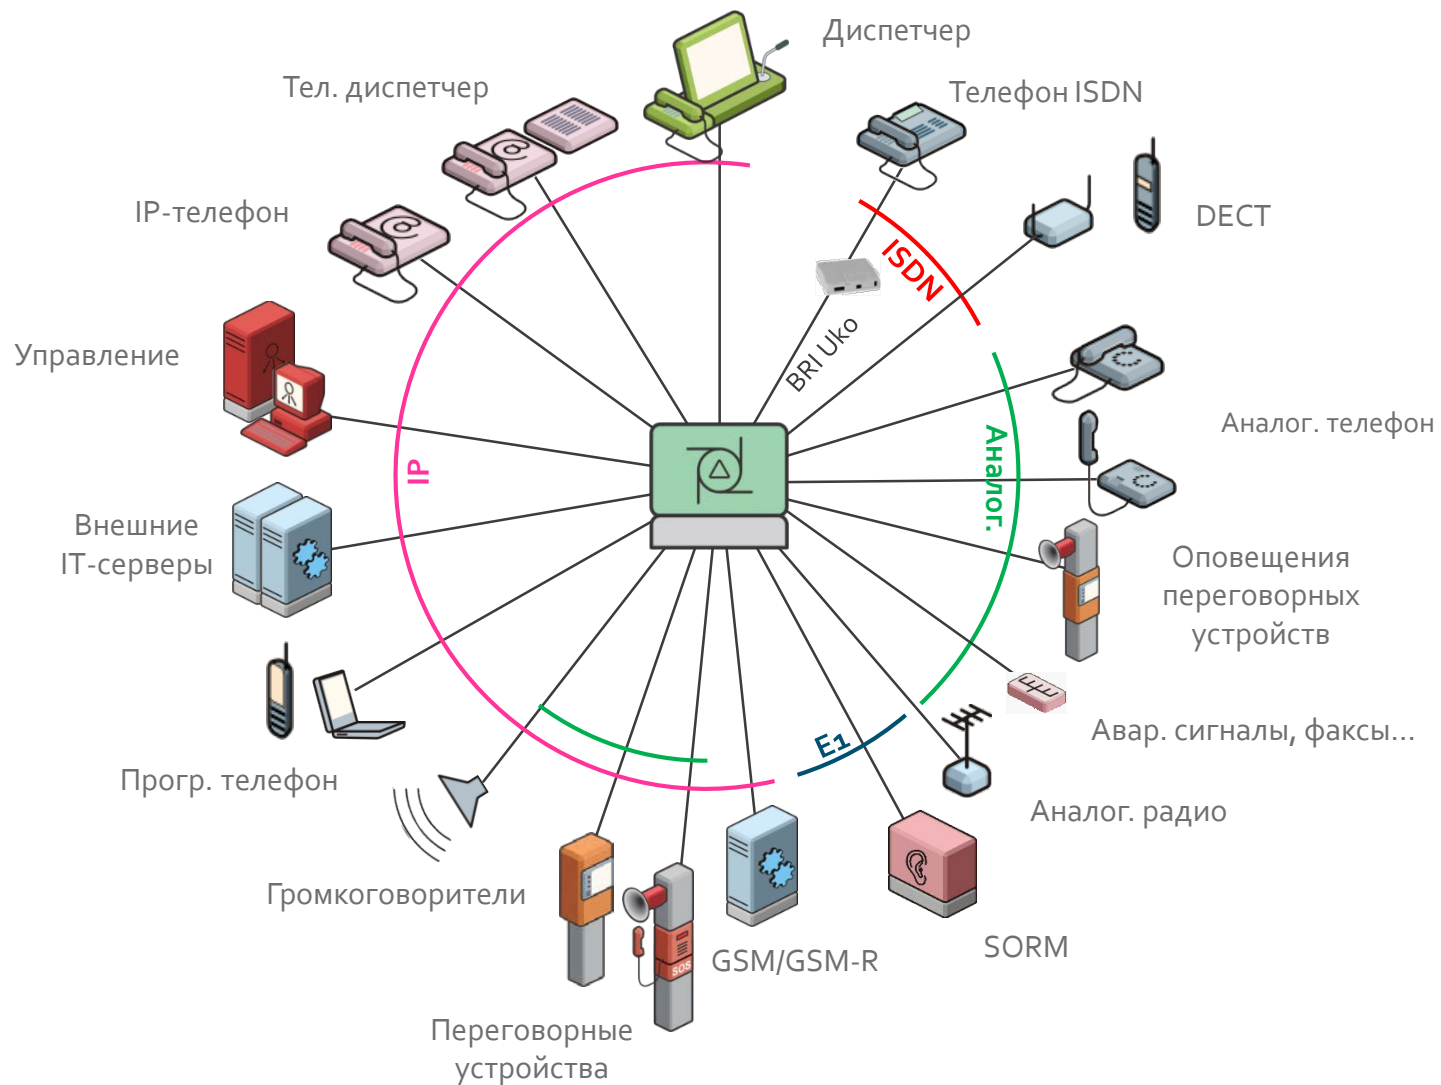 Диспетчер
Тел. диспетчер
Телефон ISDN
IP-телефон
DECT
ISDN
BRI Uko
Управление
Аналог. телефон
IP
Аналог.
Внешние
IT-серверы
Оповещения
переговорных
устройств
Авар. сигналы, факсы...
E1
Прогр. телефон
Аналог. радио
Громкоговорители
SORM
GSM/GSM-R
SOS
Переговорные
устройства